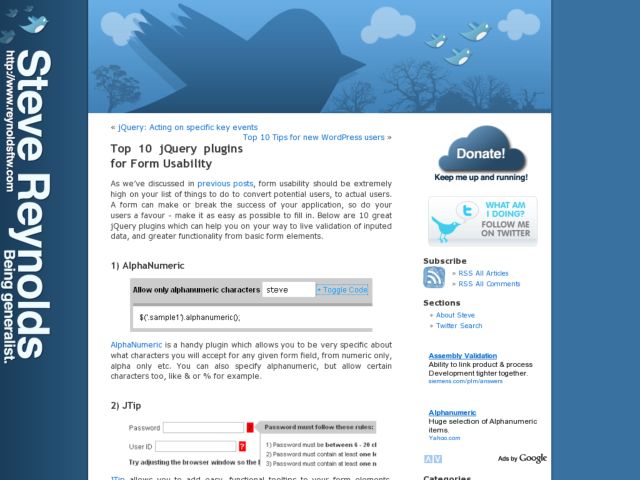 Steve Reynolds
http://www.reynoldsftw.com
Being generalist.
« jQuery: Acting on specific key events
Top 10 Tips for new WordPress users »
Top 10 jQuery plugins
for Form Usability
As we've discussed in previous posts, form usability should be extremely
high on your list of things to do to convert potential users, to actual users.
A form can make or break the success of your application, so do your
users a favour - make it as easy as possible to fill in. Below are 10 great
jQuery plugins which can help you on your way to live validation of inputed
data, and greater functionality from basic form elements.
1) AlphaNumeric
Allow only alphanumeric characters steve + Toggle Code
$('.sample1').alphanumeric();
AlphaNumeric is a handy plugin which allows you to be very specific about
what characters you will accept for any given form field, from numeric only,
alpha only etc. You can also specify alphanumeric, but allow certain
characters too, like & or % for example.
2) JTip
Password ? Password must follow these rules:
User ID ? 1) Password must be between 6 - 20 c
2) Password must contain at least one l
Try adjusting the browser window so the 3) Password must contain at least one n
JTip allows you to add easy, functional tooltips to your form elements.
Donate!
Keep me up and running!
WHAT AM
I DOING?
FOLLOW ME
ON TWITTER
Subscribe
RSS All Articles
RSS All Comments
Sections
About Steve
Twitter Search
Assembly Validation
Ability to link product & process
Development tighter together.
siemens.com/plm/answers
Alphanumeric
Huge selection of Alphanumeric
items.
Yahoo.com
Ads by Google
Categories